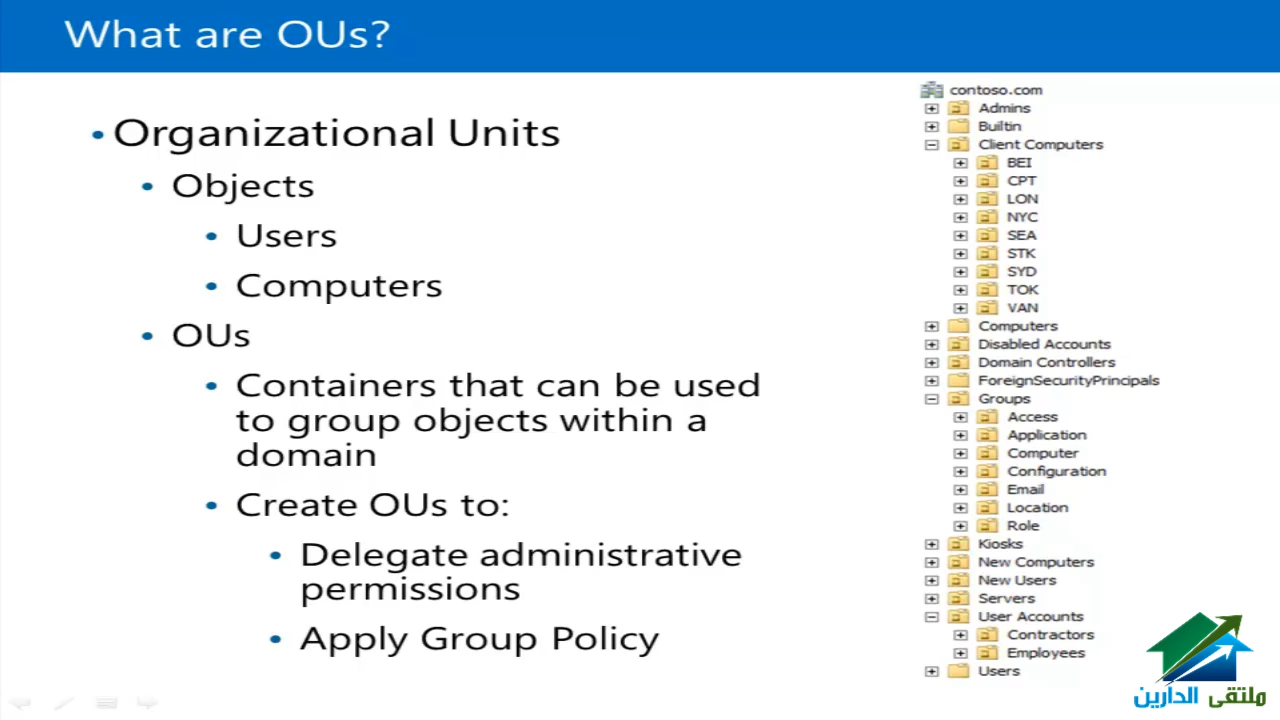 What are OUs?
• Organizational Units
• Objects
• Users
• Computers
• OUs
• Containers that can be used
to group objects within a
domain
• Create OUs to:
• Delegate administrative
permissions
• Apply Group Policy
contoso.com
Admins
Builtin
Client Computers
BEI
CPT
LON
NYC
SEA
STK
SYD
TOK
VAN
Computers
Disabled Accounts
Domain Controllers
ForeignSecurityPrincipals
Groups
Access
Application
Computer
Configuration
Email
Location
Role
Kiosks
New Computers
New Users
Servers
User Accounts
Contractors
Employees
Users
ملتقى الدارين